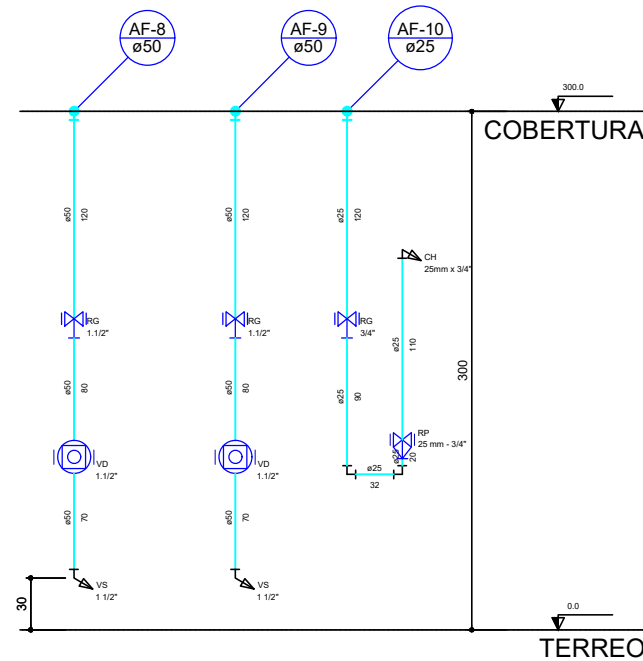 AF-8
ø50
AF-9
ø50
AF-10
ø25
300.0
COBERTURA
ø50
120
ø50
120
ø25
120
CH
25mm x 3/4"
RG
1.1/2"
RG
1.1/2"
RG
3/4"
ø25
110
300
ø50
80
ø50
80
ø25
90
RP
25 mm - 3/4"
ø25
20
VD
1.1/2"
VD
1.1/2"
ø25
32
ø50
70
ø50
70
VS
1 1/2"
VS
1 1/2"
30
0.0
TERREO